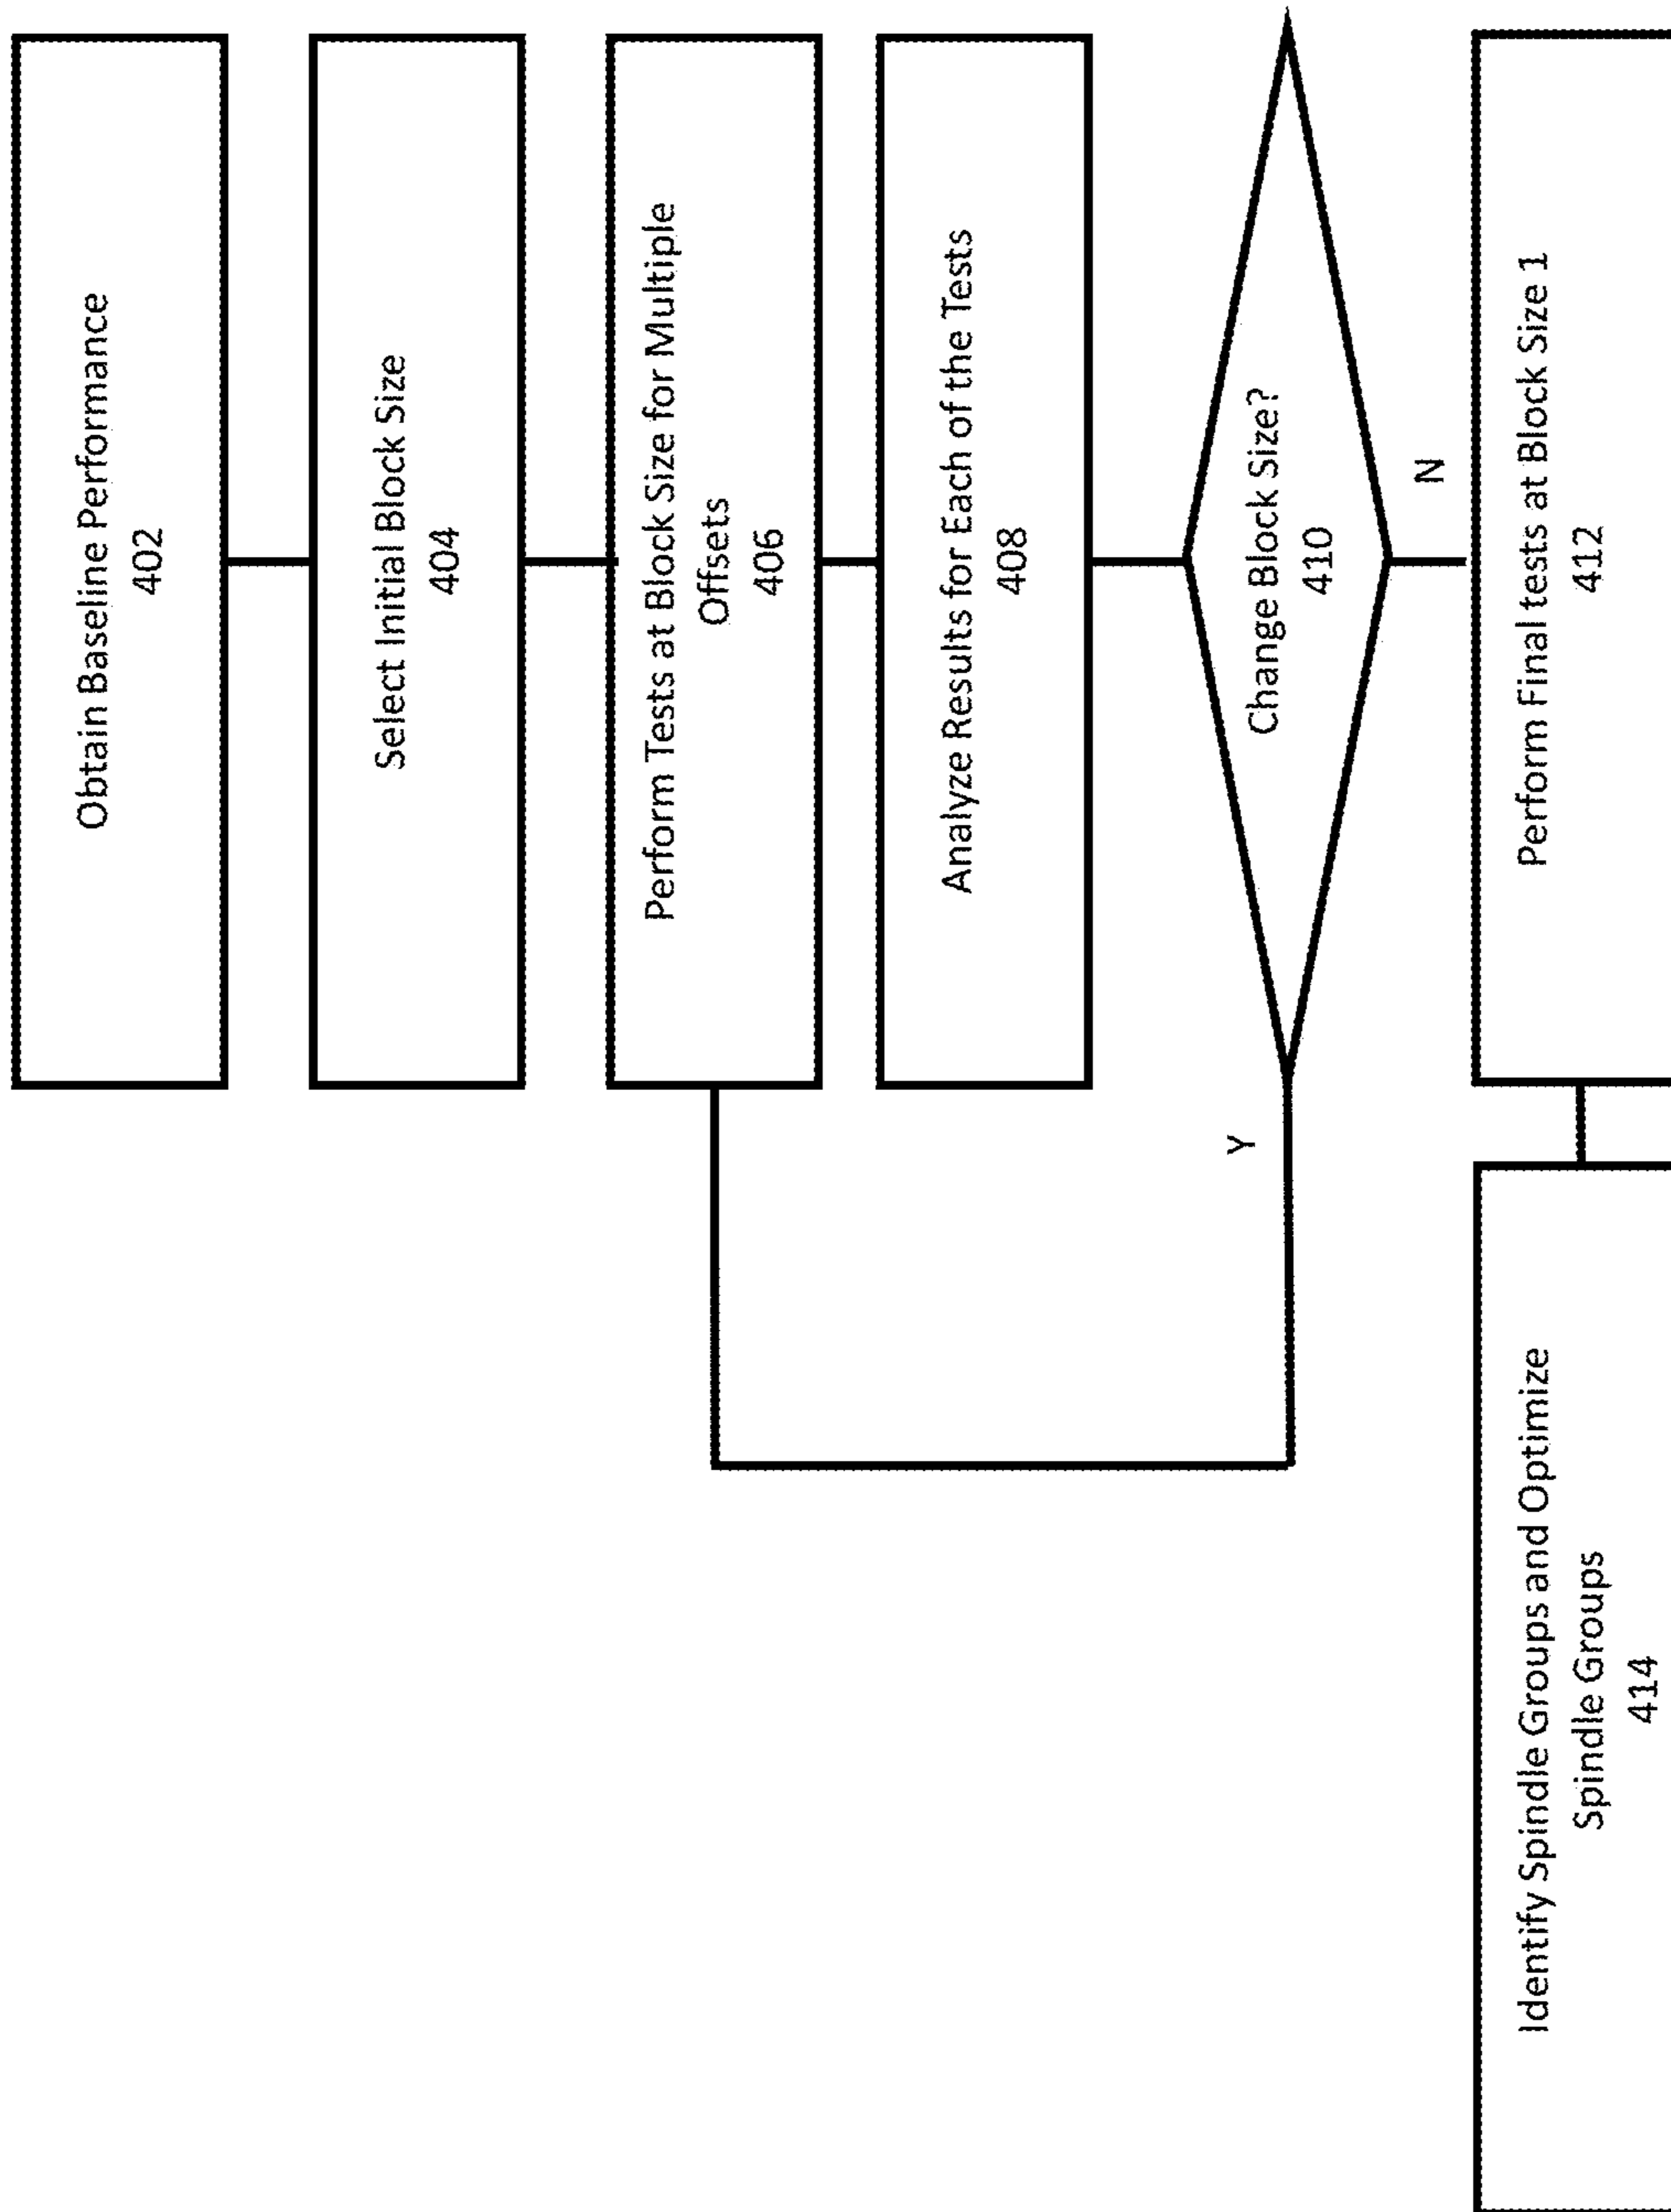 Obtain Baseline Performance
402
Select Initial Block Size
404
Perform Tests at Block Size for Multiple
Offsets
406
Analyze Results for Each of the Tests
408
Change Block Size?
410
Y
N
Perform Final tests at Block Size 1
412
Identify Spindle Groups and Optimize
Spindle Groups
414